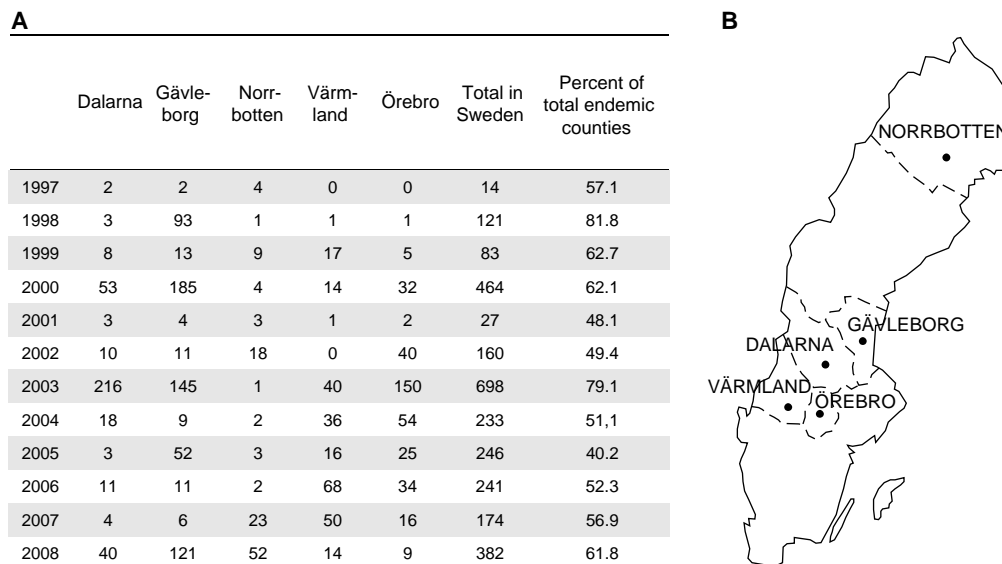 A
Dalarna Gävle-borg Norr-botten Värm-land Örebro Total in Sweden Percent of total endemic counties
1997 2 2 4 0 0 14 57.1
1998 3 93 1 1 1 121 81.8
1999 8 13 9 17 5 83 62.7
2000 53 185 4 14 32 464 62.1
2001 3 4 3 1 2 27 48.1
2002 10 11 18 0 40 160 49.4
2003 216 145 1 40 150 698 79.1
2004 18 9 2 36 54 233 51,1
2005 3 52 3 16 25 246 40.2
2006 11 11 2 68 34 241 52.3
2007 4 6 23 50 16 174 56.9
2008 40 121 52 14 9 382 61.8
B
NORRBOTTEN
GÄVLEBORG
DALARNA
VÄRMLAND
ÖREBRO